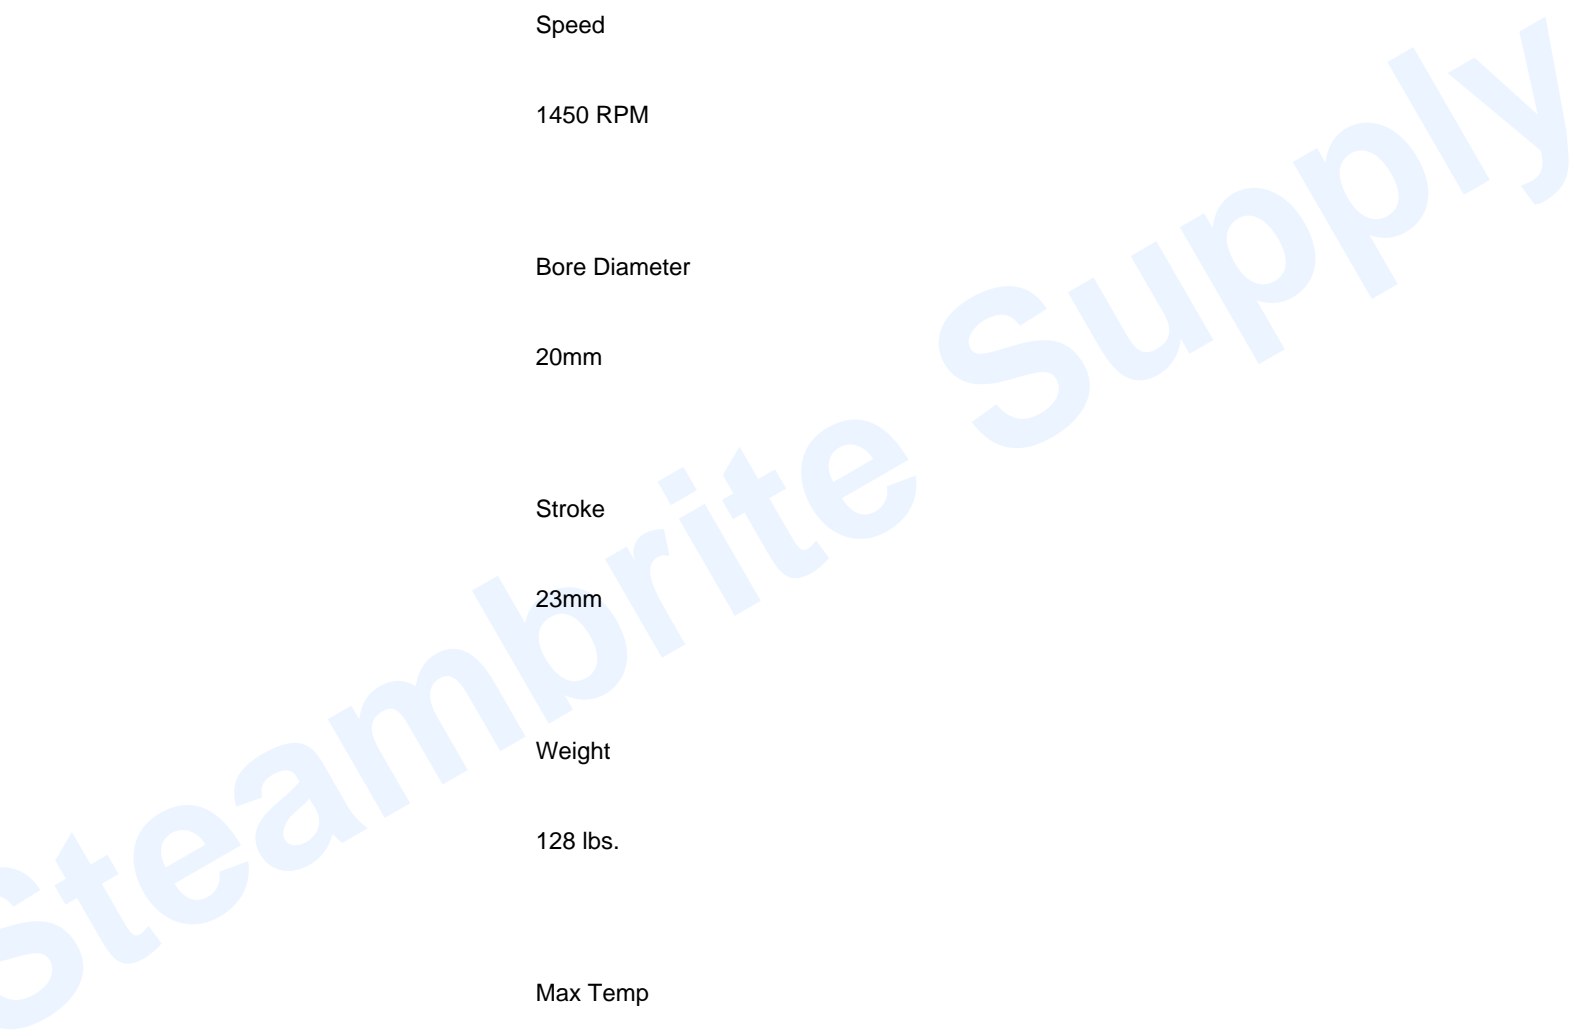 Speed
1450 RPM
Bore Diameter
20mm
Stroke
23mm
Weight
128 lbs.
Max Temp
Steambrite Supply